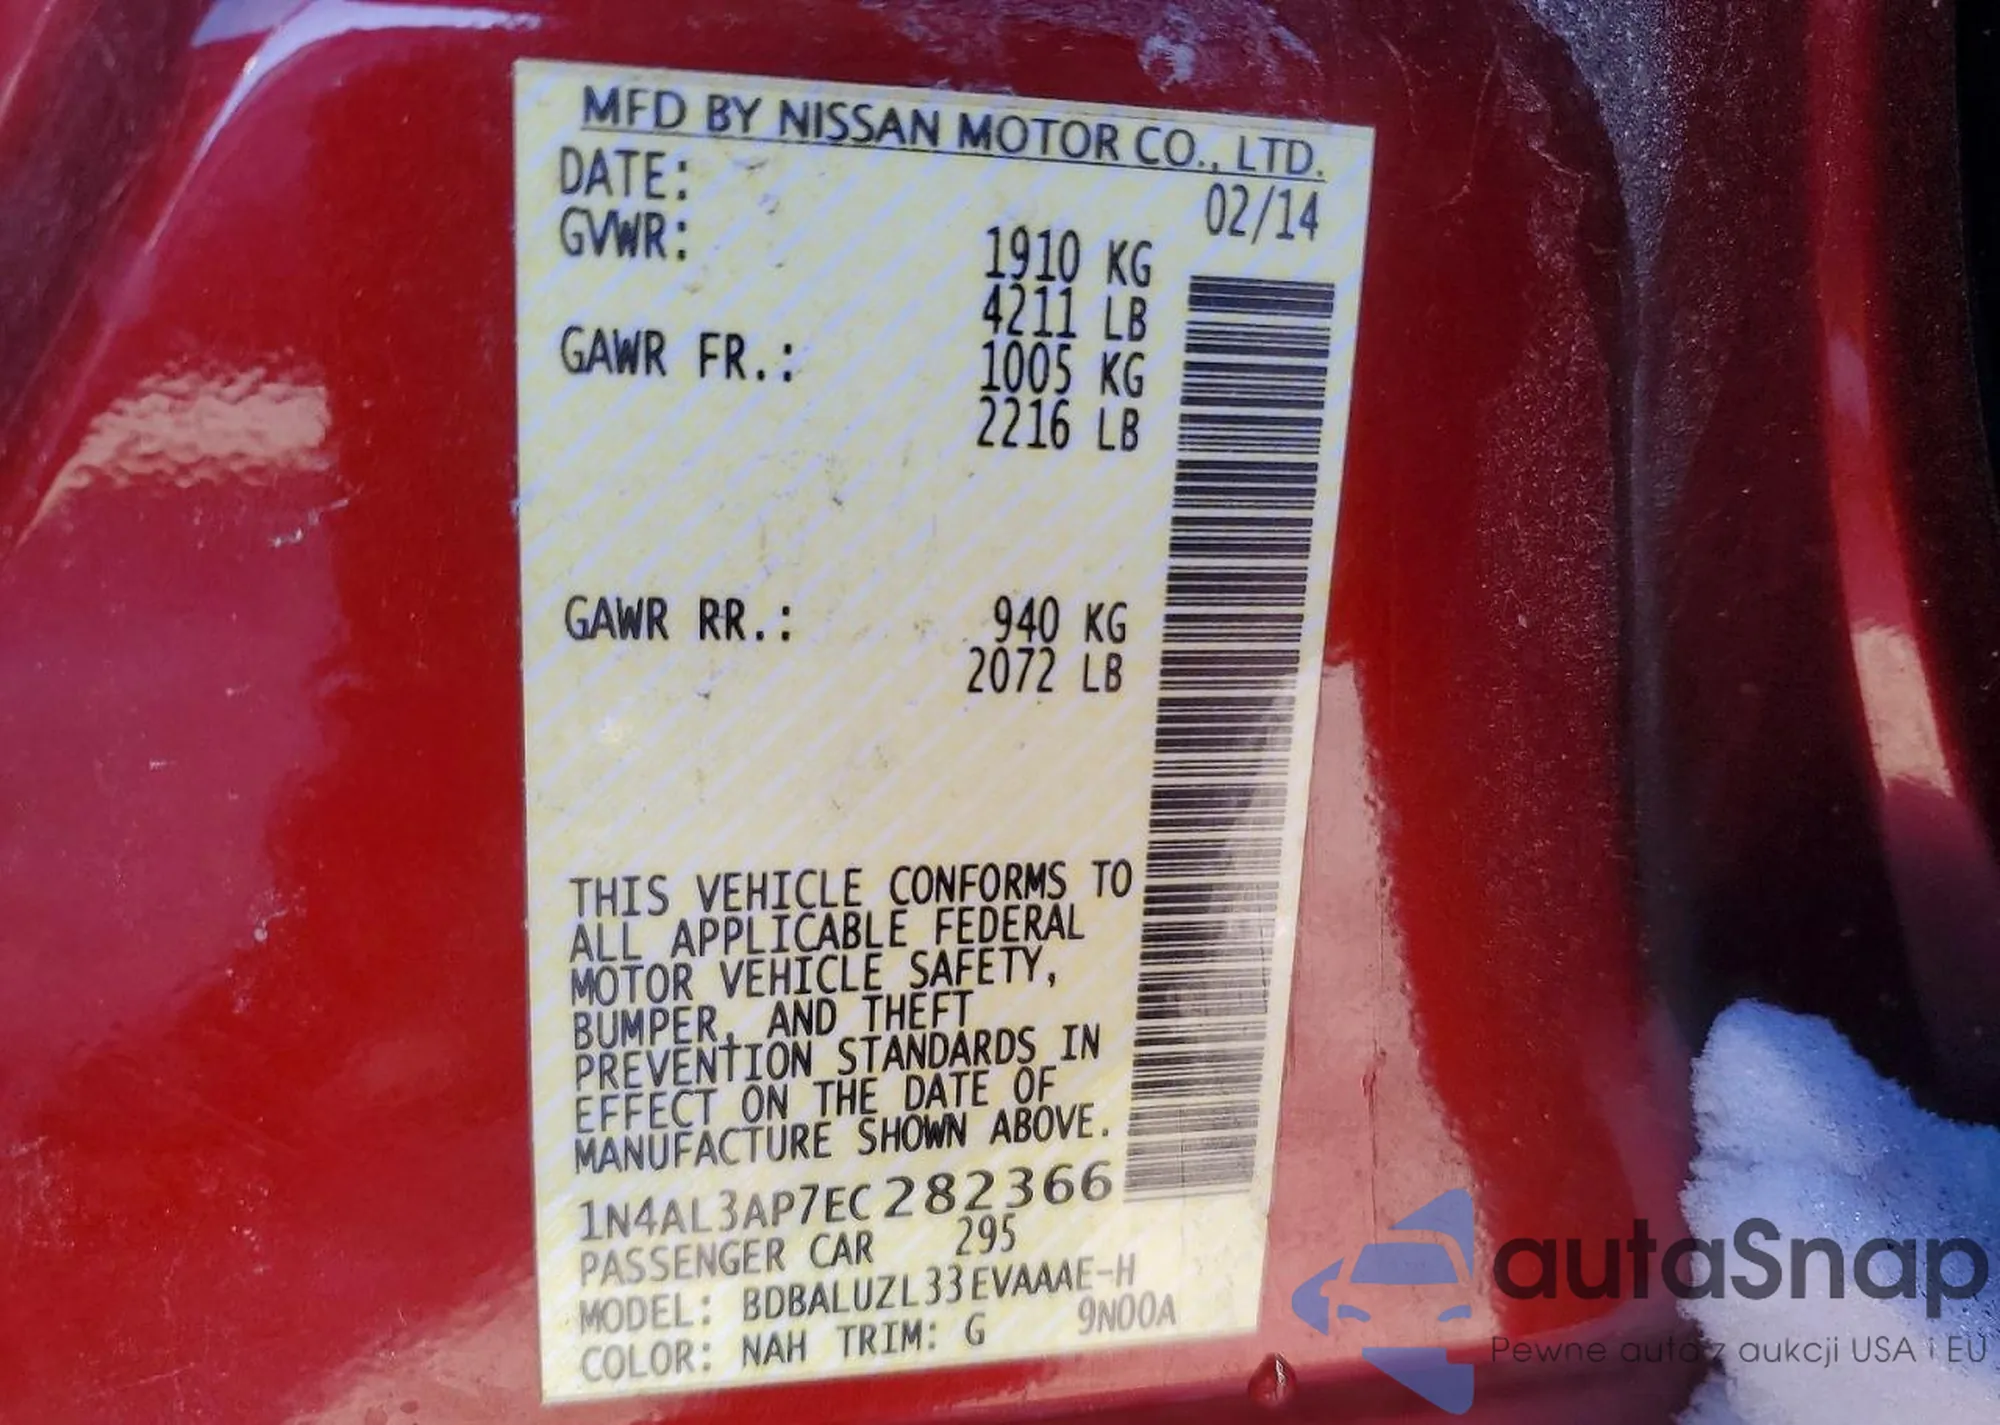 MFD BY NISSAN MOTOR CO., LTD.
DATE: 02/14
GVWR: 1910 KG
4211 LB
GAWR FR.: 1005 KG
2216 LB
GAWR RR.: 940 KG
2072 LB
THIS VEHICLE CONFORMS TO
ALL APPLICABLE FEDERAL
MOTOR VEHICLE SAFETY,
BUMPER, AND THEFT
PREVENTION STANDARDS IN
EFFECT ON THE DATE OF
MANUFACTURE SHOWN ABOVE.
1N4AL3AP7EC282366
PASSENGER CAR 295
MODEL: BDBALUZL33EVAAAE-H
COLOR: NAH TRIM: G 9N00A
autaSnap
Pewne auta z aukcji USA i EU